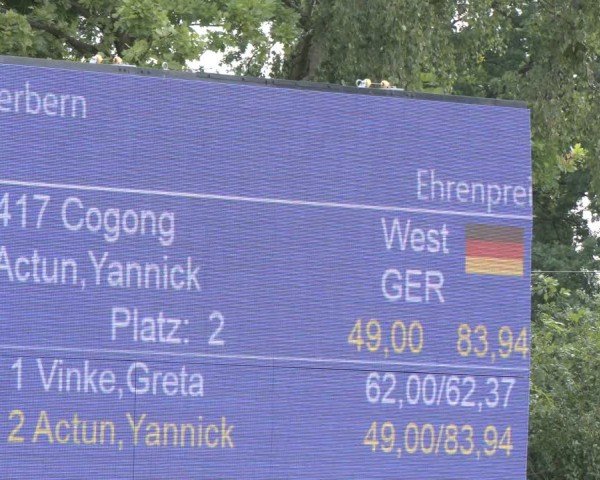 erbern
Ehrenprei
417 Cogong West
Actun,Yannick GER
Platz: 2 49,00 83,94
1 Vinke,Greta 62,00/62,37
2 Actun,Yannick 49,00/83,94